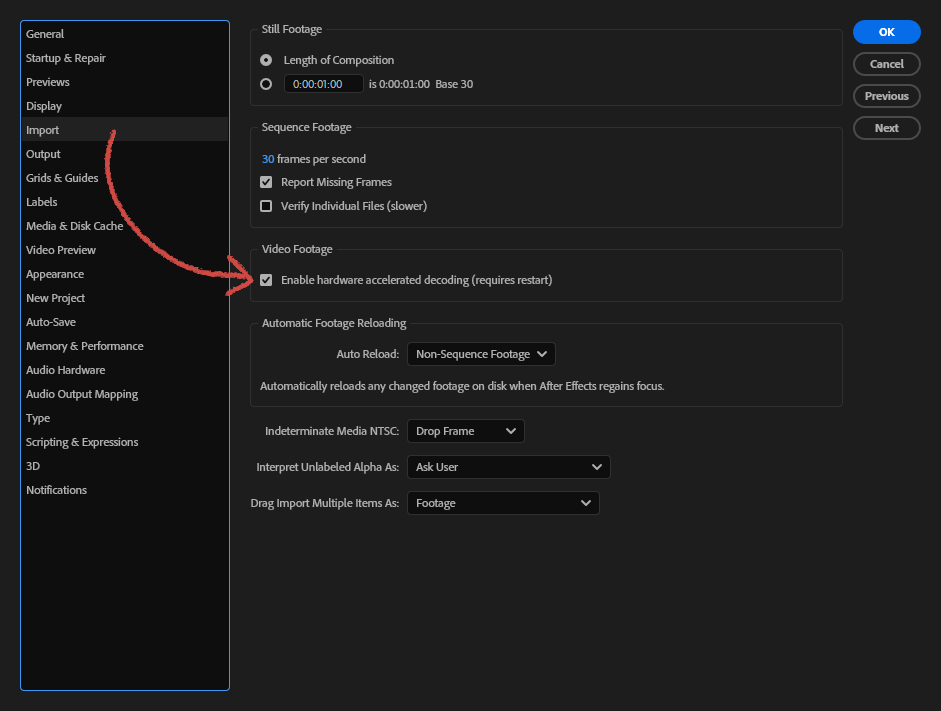 General
Startup & Repair
Previews
Display
Import
Output
Grids & Guides
Labels
Media & Disk Cache
Video Preview
Appearance
New Project
Auto-Save
Memory & Performance
Audio Hardware
Audio Output Mapping
Type
Scripting & Expressions
3D
Notifications
Still Footage
Length of Composition
0:00:01:00 is 0:00:01:00 Base 30
Sequence Footage
30 frames per second
Report Missing Frames
Verify Individual Files (slower)
Video Footage
Enable hardware accelerated decoding (requires restart)
Automatic Footage Reloading
Auto Reload: Non-Sequence Footage
Automatically reloads any changed footage on disk when After Effects regains focus.
Indeterminate Media NTSC: Drop Frame
Interpret Unlabeled Alpha As: Ask User
Drag Import Multiple Items As: Footage
OK
Cancel
Previous
Next